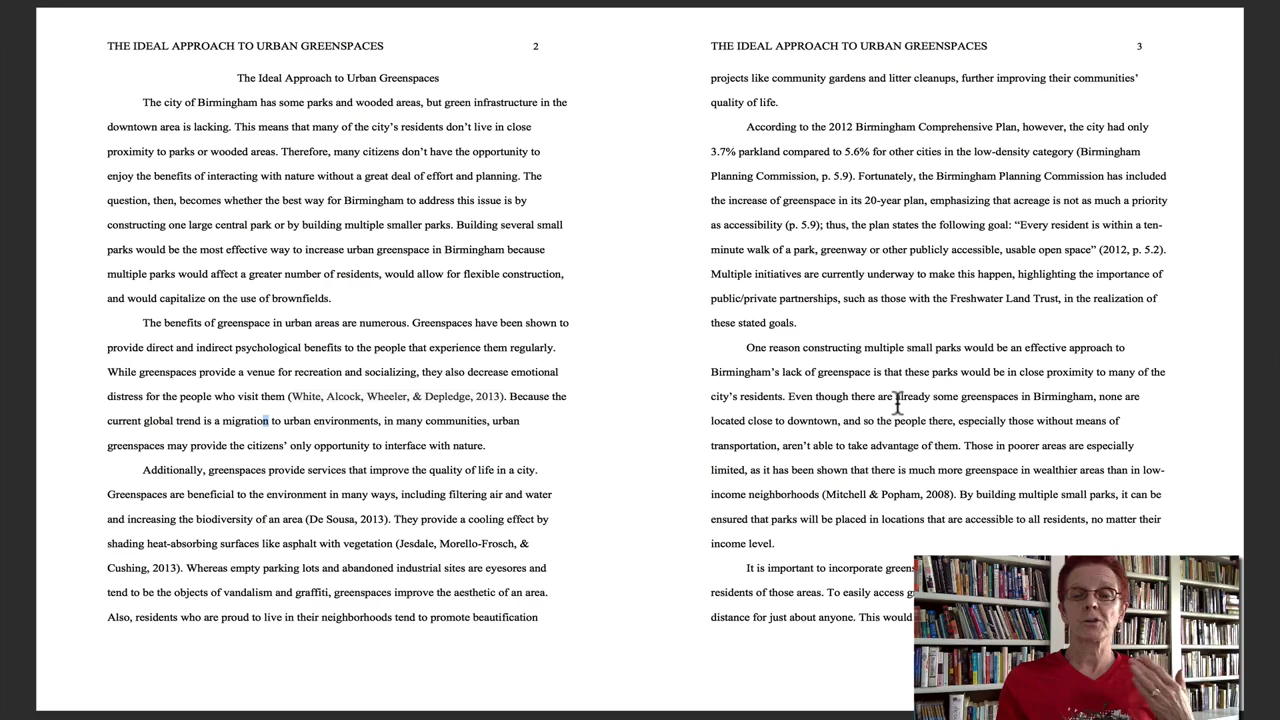 THE IDEAL APPROACH TO URBAN GREENSPACES 2
The Ideal Approach to Urban Greenspaces
The city of Birmingham has some parks and wooded areas, but green infrastructure in the
downtown area is lacking. This means that many of the city's residents don't live in close
proximity to parks or wooded areas. Therefore, many citizens don't have the opportunity to
enjoy the benefits of interacting with nature without a great deal of effort and planning. The
question, then, becomes whether the best way for Birmingham to address this issue is by
constructing one large central park or by building multiple smaller parks. Building several small
parks would be the most effective way to increase urban greenspace in Birmingham because
multiple parks would affect a greater number of residents, would allow for flexible construction,
and would capitalize on the use of brownfields.
The benefits of greenspace in urban areas are numerous. Greenspaces have been shown to
provide direct and indirect psychological benefits to the people that experience them regularly.
While greenspaces provide a venue for recreation and socializing, they also decrease emotional
distress for the people who visit them (White, Alcock, Wheeler, & Depledge, 2013). Because the
current global trend is a migration to urban environments, in many communities, urban
greenspaces may provide the citizens' only opportunity to interface with nature.
Additionally, greenspaces provide services that improve the quality of life in a city.
Greenspaces are beneficial to the environment in many ways, including filtering air and water
and increasing the biodiversity of an area (De Sousa, 2013). They provide a cooling effect by
shading heat-absorbing surfaces like asphalt with vegetation (Jesdale, Morello-Frosch, &
Cushing, 2013). Whereas empty parking lots and abandoned industrial sites are eyesores and
tend to be the objects of vandalism and graffiti, greenspaces improve the aesthetic of an area.
Also, residents who are proud to live in their neighborhoods tend to promote beautification
THE IDEAL APPROACH TO URBAN GREENSPACES 3
projects like community gardens and litter cleanups, further improving their communities'
quality of life.
According to the 2012 Birmingham Comprehensive Plan, however, the city had only
3.7% parkland compared to 5.6% for other cities in the low-density category (Birmingham
Planning Commission, p. 5.9). Fortunately, the Birmingham Planning Commission has included
the increase of greenspace in its 20-year plan, emphasizing that acreage is not as much a priority
as accessibility (p. 5.9); thus, the plan states the following goal: "Every resident is within a ten-
minute walk of a park, greenway or other publicly accessible, usable open space" (2012, p. 5.2).
Multiple initiatives are currently underway to make this happen, highlighting the importance of
public/private partnerships, such as those with the Freshwater Land Trust, in the realization of
these stated goals.
One reason constructing multiple small parks would be an effective approach to
Birmingham's lack of greenspace is that these parks would be in close proximity to many of the
city's residents. Even though there are already some greenspaces in Birmingham, none are
located close to downtown, and so the people there, especially those without means of
transportation, aren't able to take advantage of them. Those in poorer areas are especially
limited, as it has been shown that there is much more greenspace in wealthier areas than in low-
income neighborhoods (Mitchell & Popham, 2008). By building multiple small parks, it can be
ensured that parks will be placed in locations that are accessible to all residents, no matter their
income level.
It is important to incorporate
residents of those areas. To easily access
distance for just about anyone. This would